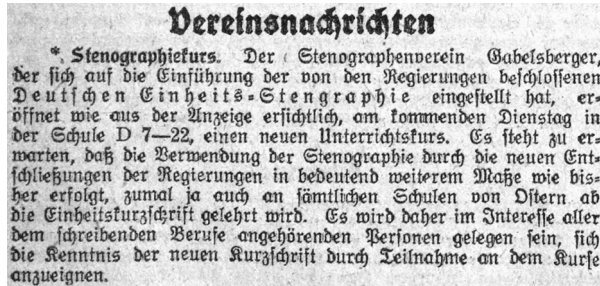 Vereinsnachrichten
*. Stenographiekurs. Der Stenographenverein Gabelsberger,
der sich auf die Einführung der von den Regierungen beschlossenen
Deutschen Einheits-Stengraphie eingestellt hat, er-
öffnet wie aus der Anzeige ersichtlich, am kommenden Dienstag in
der Schule D 7—22, einen neuen Unterrichtskurs. Es steht zu er-
warten, daß die Verwendung der Stenographie durch die neuen Ent-
schließungen der Regierungen in bedeutend weiterem Maße wie bis-
her erfolgt, zumal ja auch an sämtlichen Schulen von Ostern ab
die Einheitskurzschrift gelehrt wird. Es wird daher im Interesse aller
dem schreibenden Berufe angehörenden Personen gelegen sein, sich
die Kenntnis der neuen Kurzschrift durch Teilnahme an dem Kurse
anzueignen.